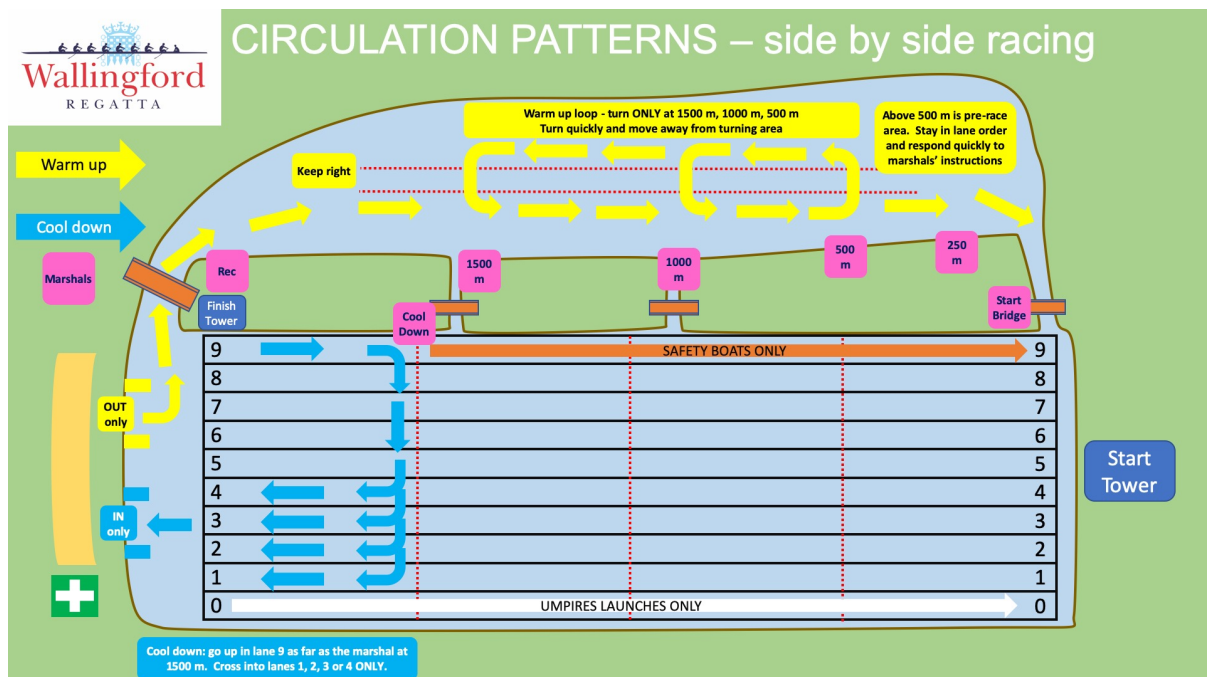 Wallingford
REGATTA
CIRCULATION PATTERNS – side by side racing
Warm up
Cool down
Marshals
Keep right
Warm up loop - turn ONLY at 1500 m, 1000 m, 500 m
Turn quickly and move away from turning area
Above 500 m is pre-race
area. Stay in lane order
and respond quickly to
marshals' instructions
Rec
Finish
Tower
1500
m
1000
m
500
m
250
m
Cool
Down
Start
Bridge
9 SAFETY BOATS ONLY 9
8 8
7 7
6 6
5 5
4 4
3 3
2 2
1 1
0 UMPIRES LAUNCHES ONLY 0
OUT
only
IN
only
Start
Tower
Cool down: go up in lane 9 as far as the marshal at
1500 m. Cross into lanes 1, 2, 3 or 4 ONLY.